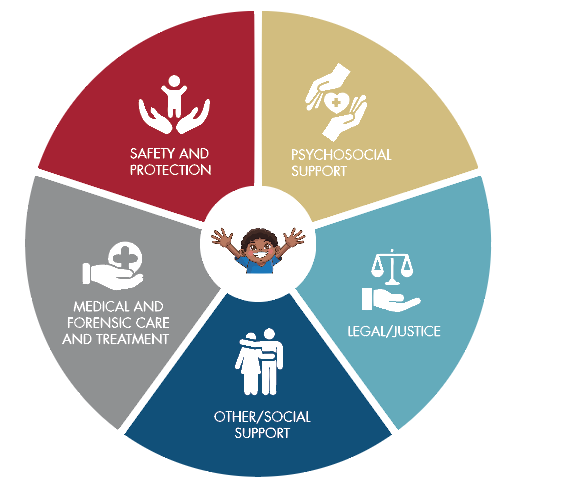 SAFETY AND
PROTECTION
PSYCHOSOCIAL
SUPPORT
MEDICAL AND
FORENSIC CARE
AND TREATMENT
LEGAL/JUSTICE
OTHER/SOCIAL
SUPPORT